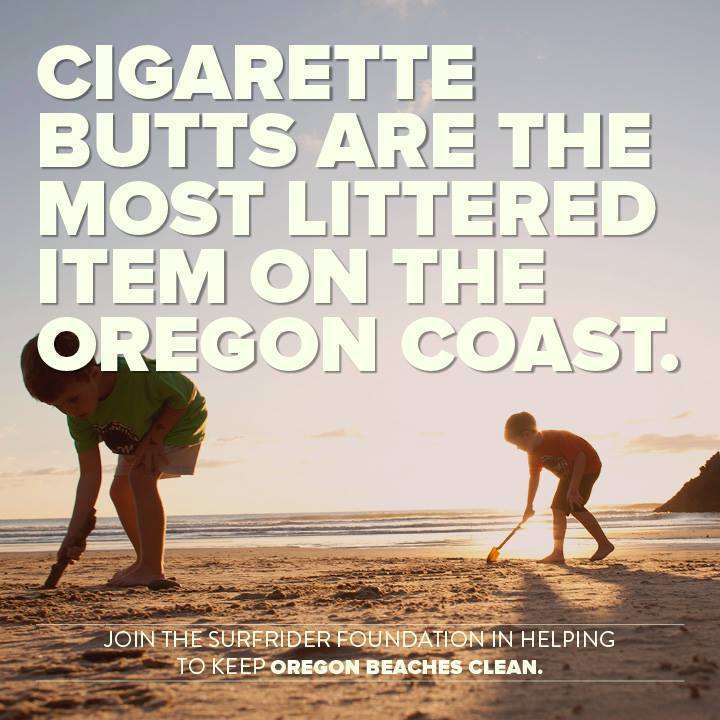 CIGARETTE
BUTTS ARE THE
MOST LITTERED
ITEM ON THE
OREGON COAST.
JOIN THE SURFRIDER FOUNDATION IN HELPING
TO KEEP OREGON BEACHES CLEAN.